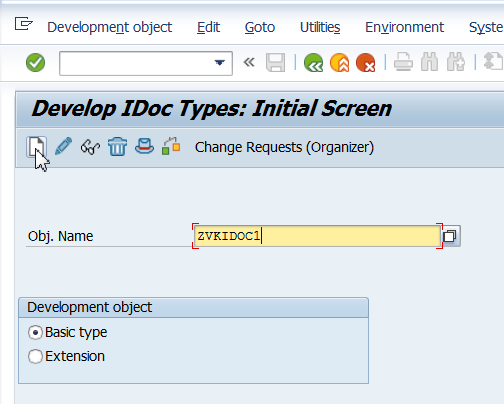 Development object Edit Goto Utilities Environment Syste
Develop IDoc Types: Initial Screen
Change Requests (Organizer)
Obj. Name ZVKIDOC1
Development object
Basic type
Extension